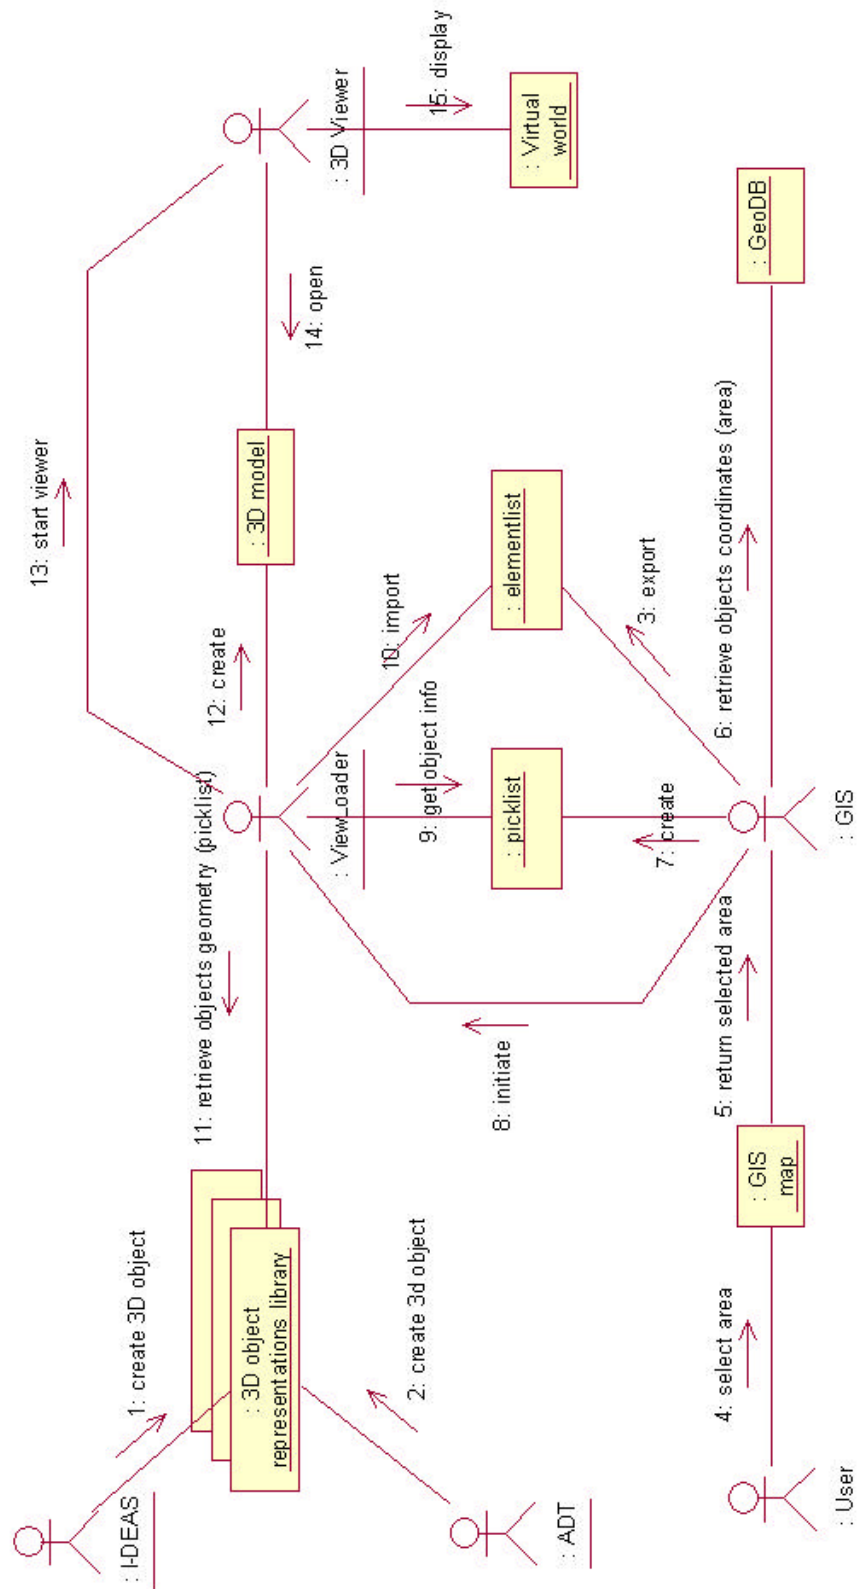 : I-DEAS
1: create 3D object
: 3D object
representations library
2: create 3d object
: ADT
11: retrieve objects geometry (picklist)
: View_oader
12: create
: 3D model
13: start viewer
14: open
: 3D Viewer
15: display
: Virtual
world
9: get object info
: picklist
10: import
: elementlist
3: export
8: initiate
7: create
4: select area
: User
: GIS
map
5: return selected area
: GIS
6: retrieve objects coordinates (area)
: GeoDB